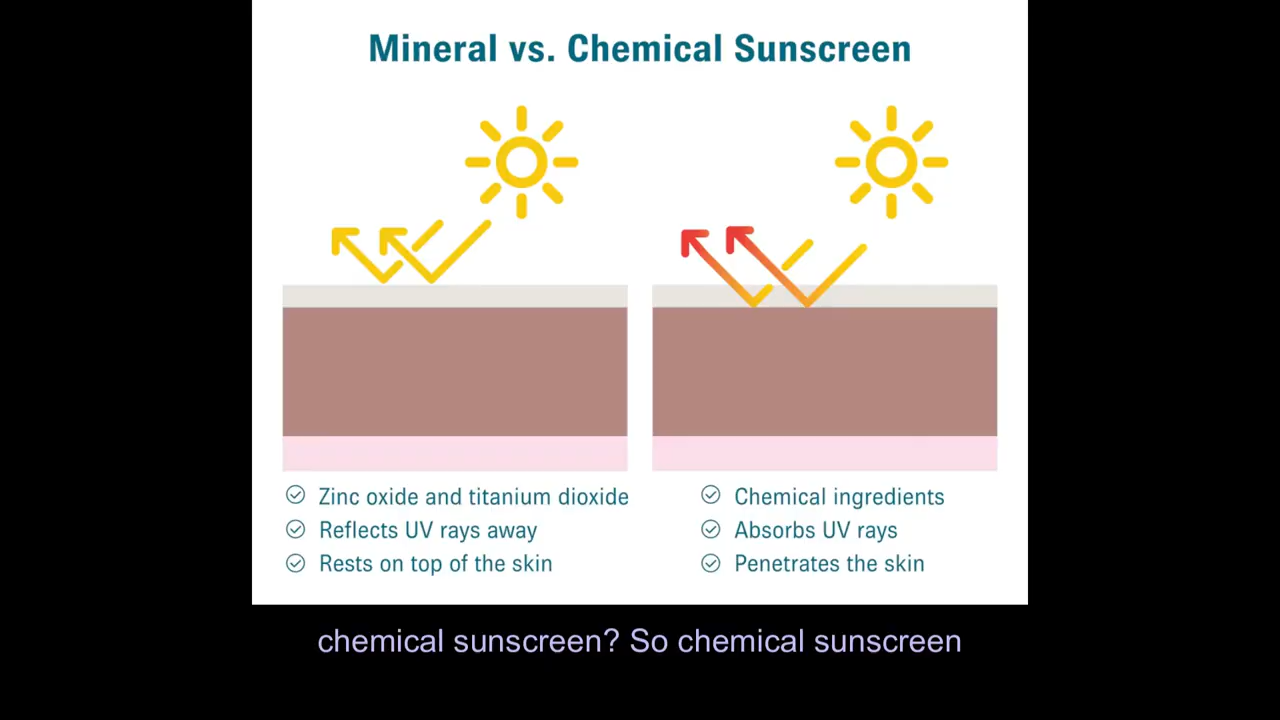 Mineral vs. Chemical Sunscreen
Zinc oxide and titanium dioxide
Reflects UV rays away
Rests on top of the skin
Chemical ingredients
Absorbs UV rays
Penetrates the skin
chemical sunscreen? So chemical sunscreen